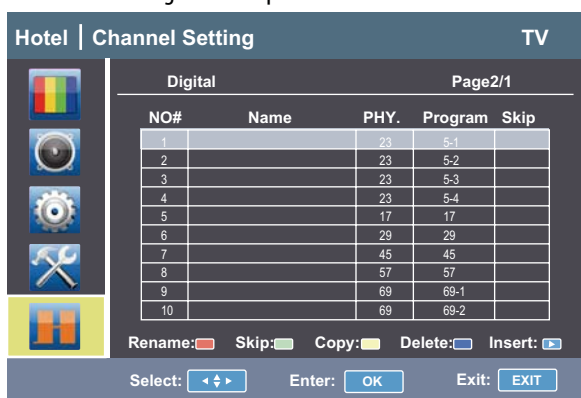 Hotel | Channel Setting TV
Digital Page2/1
NO# Name PHY. Program Skip
1 23 5-1
2 23 5-2
3 23 5-3
4 23 5-4
5 17 17
6 29 29
7 45 45
8 57 57
9 69 69-1
10 69 69-2
Rename: Skip: Copy: Delete: Insert:
Select: Enter: OK Exit: EXIT